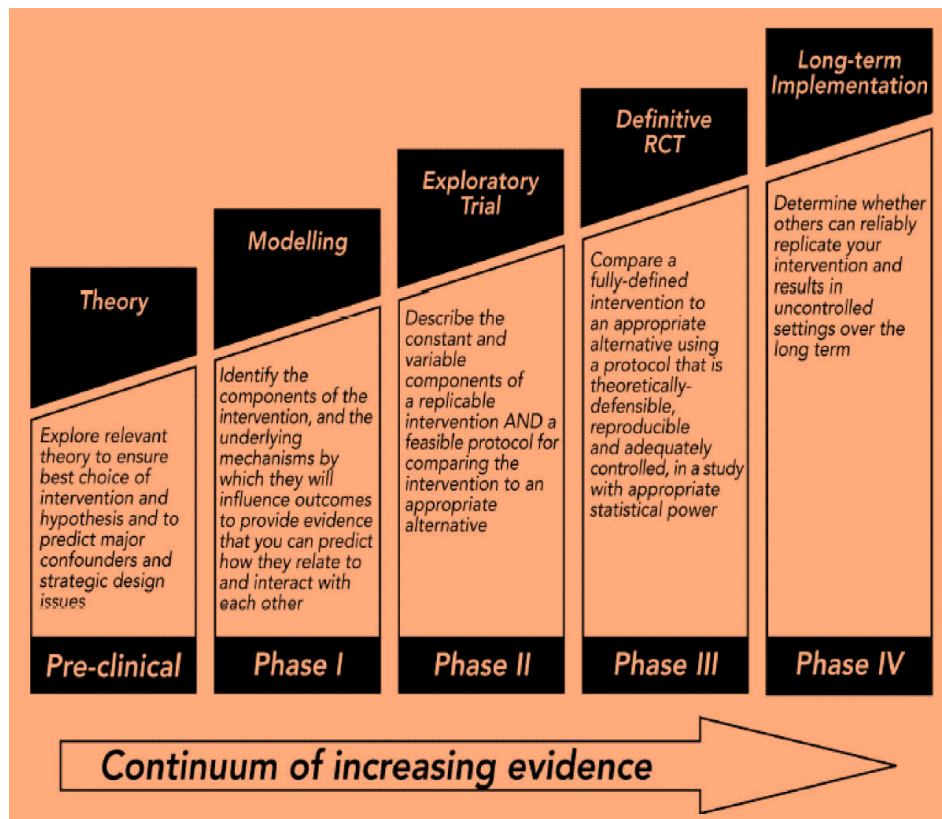 Theory
Explore relevant
theory to ensure
best choice of
intervention and
hypothesis and to
predict major
confounders and
strategic design
issues
Pre-clinical
Modelling
Identify the
components of the
intervention, and the
underlying
mechanisms by
which they will
influence outcomes
to provide evidence
that you can predict
how they relate to
and interact with
each other
Phase I
Exploratory
Trial
Describe the
constant and
variable
components of
a replicable
intervention AND a
feasible protocol for
comparing the
intervention to an
appropriate
alternative
Phase II
Definitive
RCT
Compare a
fully-defined
intervention to
an appropriate
alternative using
a protocol that is
theoretically-
defensible,
reproducible
and adequately
controlled, in a study
with appropriate
statistical power
Phase III
Long-term
Implementation
Determine whether
others can reliably
replicate your
intervention and
results in
uncontrolled
settings over the
long term
Phase IV
Continuum of increasing evidence